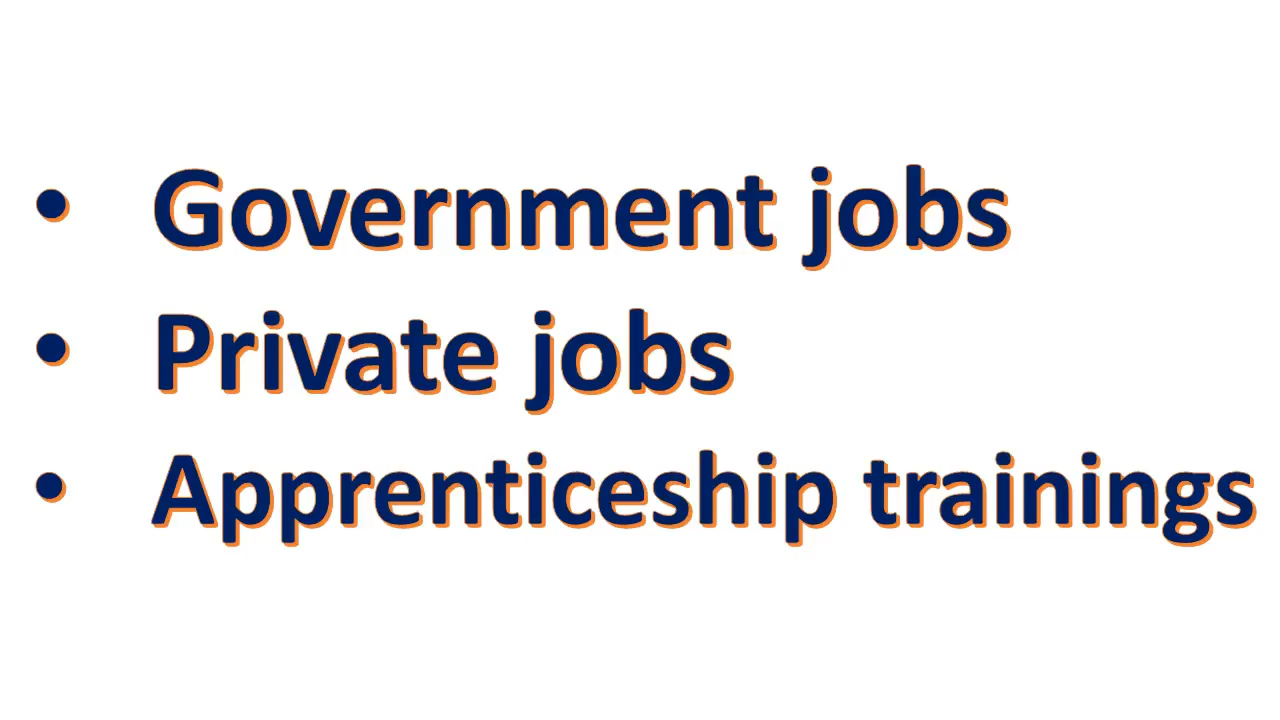 • Government jobs
• Private jobs
• Apprenticeship trainings